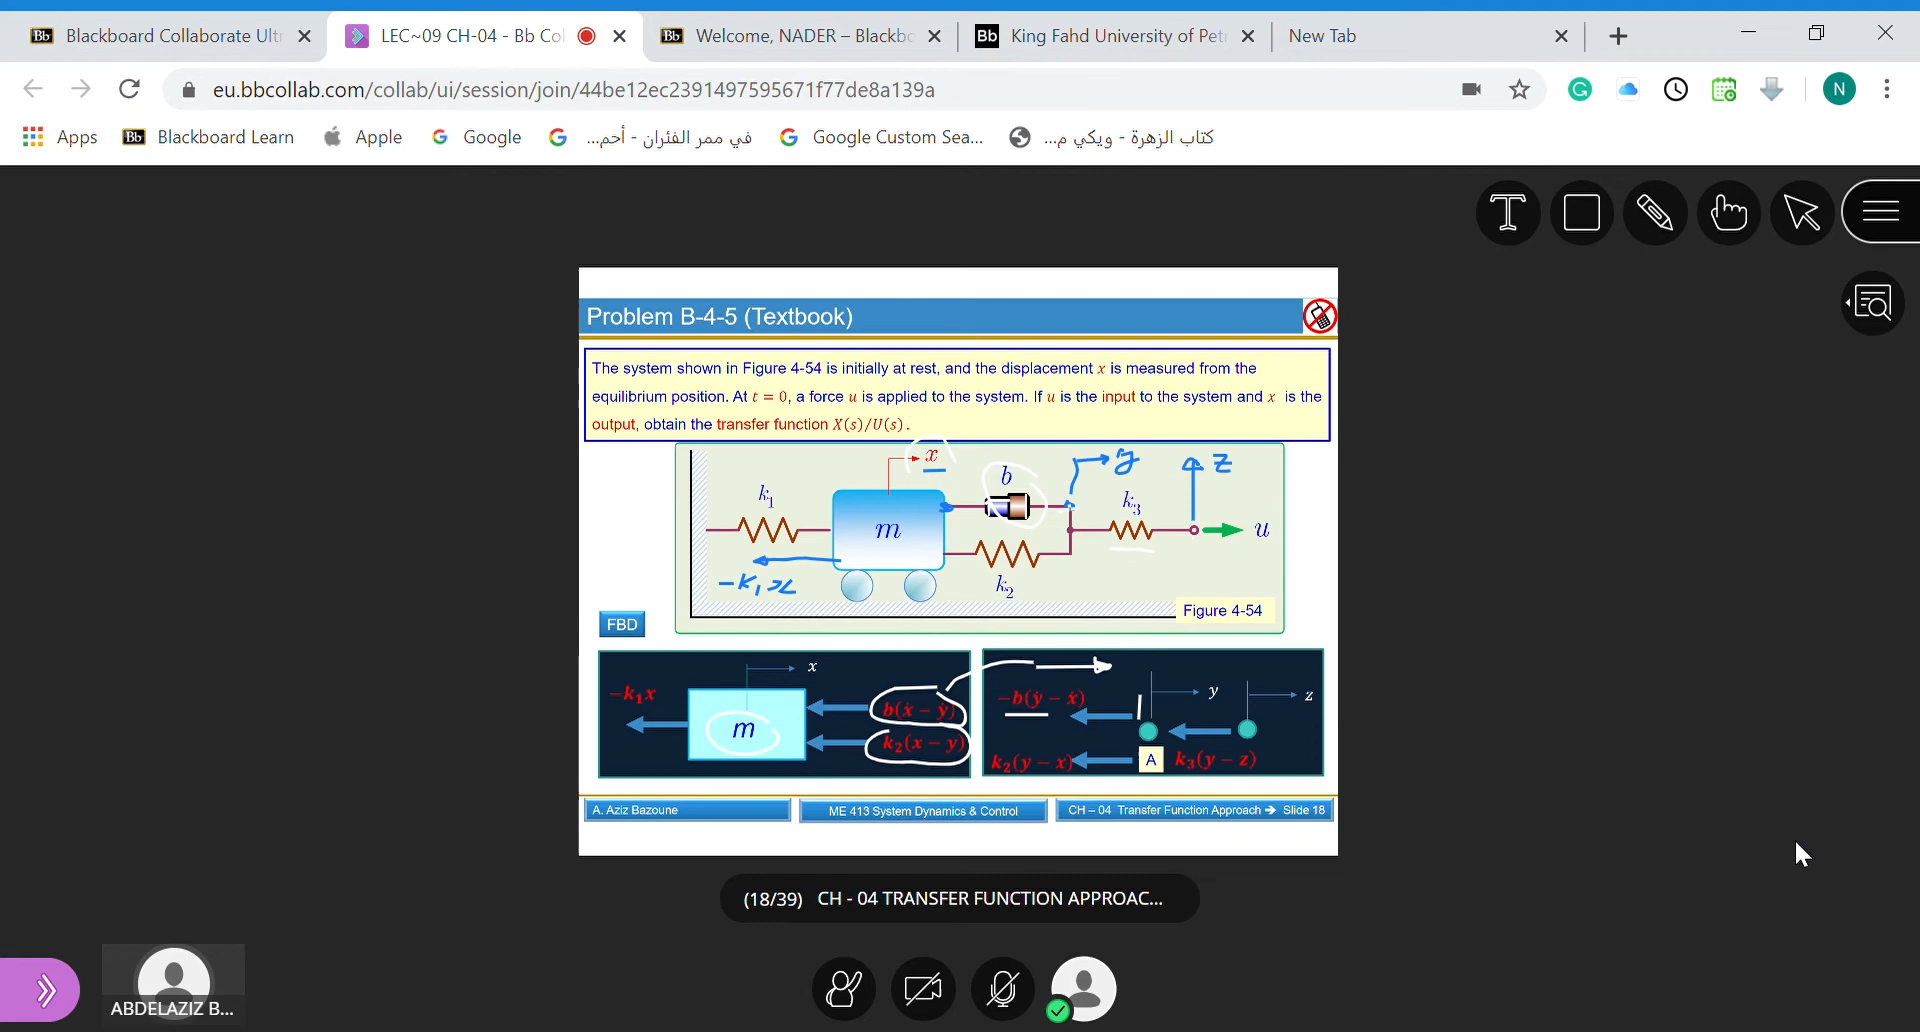 Blackboard Collaborate Ult
LEC~09 CH-04 - Bb Co
Welcome, NADER – Blackbo
King Fahd University of Pet
New Tab
eu.bbcollab.com/collab/ui/session/join/44be12ec2391497595671f77de8a139a
N
Apps
Blackboard Learn
Apple
Google
في ممر الفئران - أحم...
Google Custom Sea...
كتاب الزهرة - ويكي م...
Problem B-4-5 (Textbook)
The system shown in Figure 4-54 is initially at rest, and the displacement x is measured from the
equilibrium position. At t = 0, a force u is applied to the system. If u is the input to the system and x is the
output, obtain the transfer function X(s)/U(s).
x
b
y
z
k₁
k₃
m
u
-k₁x
k₂
Figure 4-54
FBD
x
-k₁x
b(ẋ − ẏ)
m
k₂(x − y)
-b(ẏ − ẋ)
y
z
k₂(y − x)
A
k₃(y − z)
A. Aziz Bazoune
ME 413 System Dynamics & Control
CH – 04 Transfer Function Approach ➔ Slide 18
(18/39) CH - 04 TRANSFER FUNCTION APPROAC...
ABDELAZIZ B...